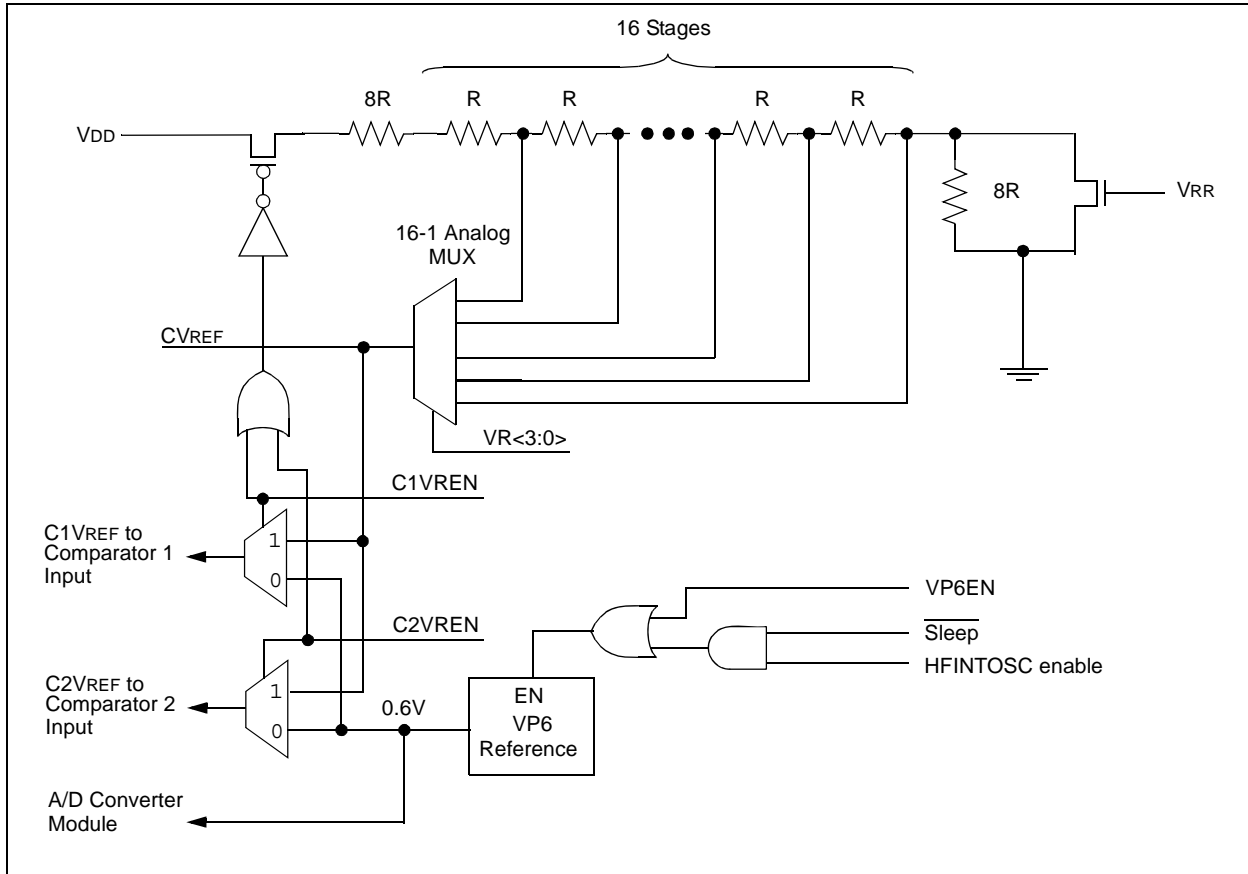 16 Stages
8R
R
R
R
R
VDD
8R
VRR
16-1 Analog
MUX
CVREF
VR<3:0>
C1VREN
C1VREF to
Comparator 1
Input
1
0
VP6EN
Sleep
HFINTOSC enable
C2VREN
C2VREF to
Comparator 2
Input
1
0
0.6V
EN
VP6
Reference
A/D Converter
Module